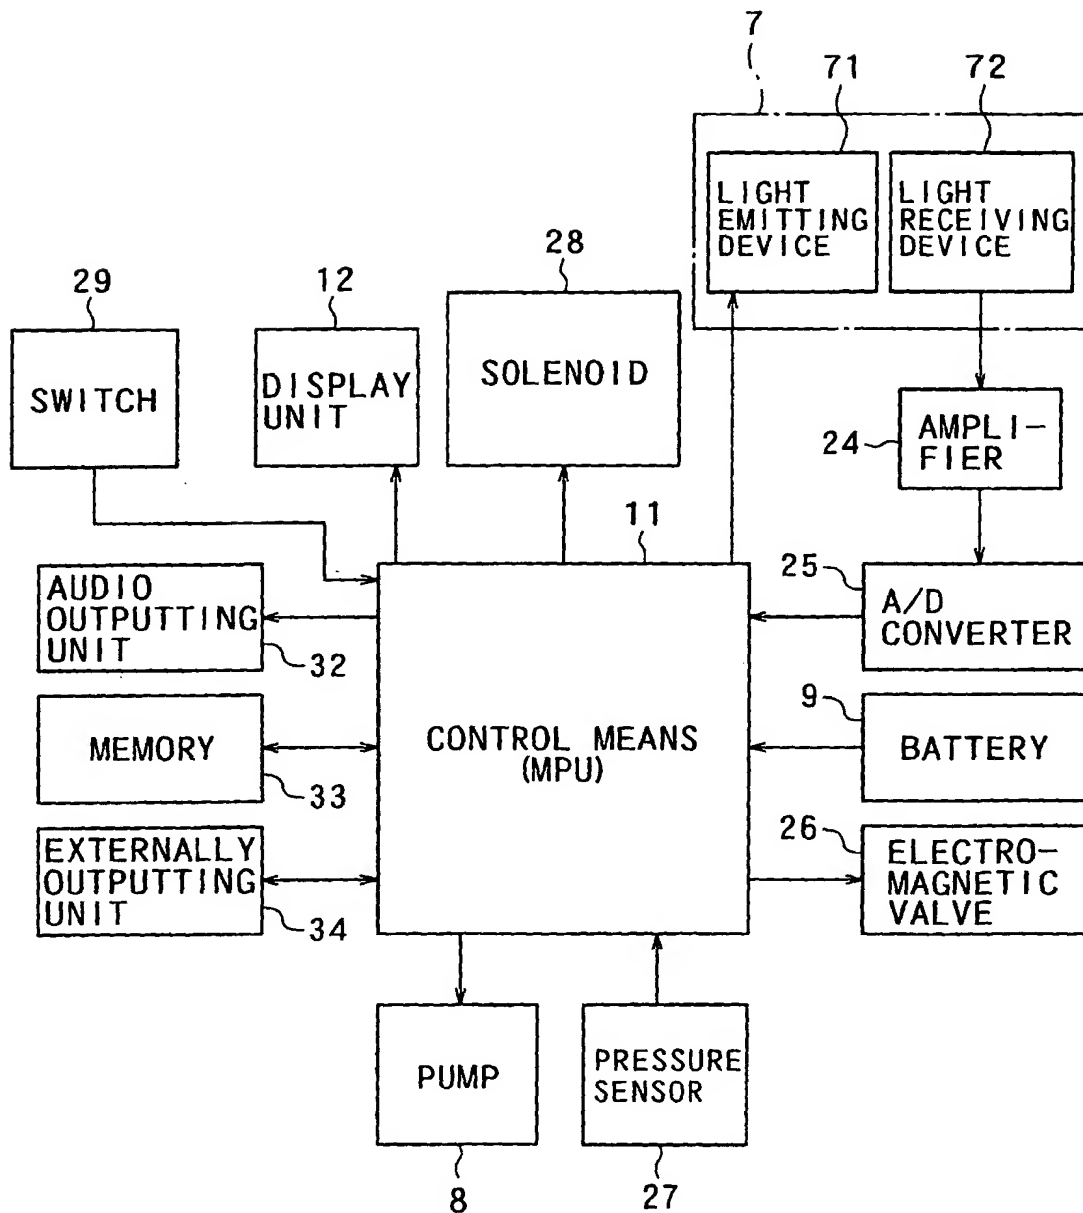 7
71
72
LIGHT
EMITTING
DEVICE
LIGHT
RECEIVING
DEVICE
29
12
28
SWITCH
DISPLAY
UNIT
SOLENOID
24
AMPLI-
FIER
11
AUDIO
OUTPUTTING
UNIT
32
25
A/D
CONVERTER
MEMORY
33
CONTROL MEANS
(MPU)
9
BATTERY
EXTERNALLY
OUTPUTTING
UNIT
34
26
ELECTRO-
MAGNETIC
VALVE
PUMP
8
PRESSURE
SENSOR
27